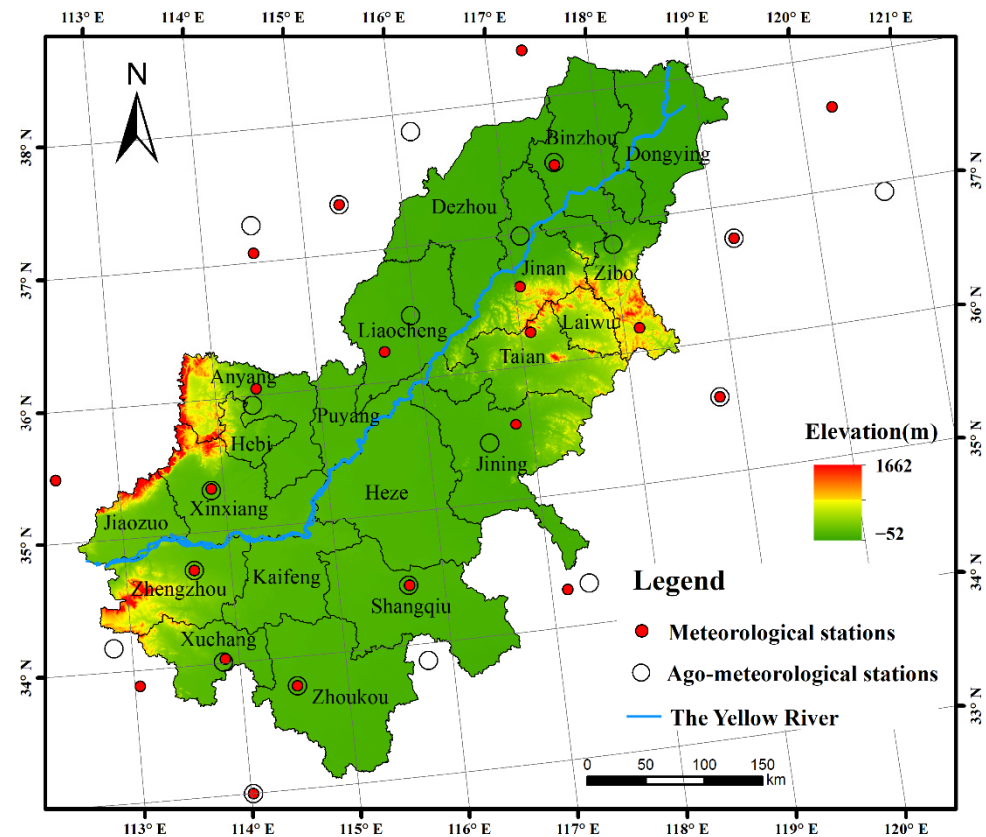 113° E 114° E 115° E 116° E 117° E 118° E 119° E 120° E 121° E
N
38° N
37° N
36° N
35° N
34° N
37° N
36° N
35° N
34° N
33° N
Binzhou
Dongying
Dezhou
Jinan
Zibo
Liaocheng
Laiwu
Taian
Anyang
Puyang
Hebi
Jining
Heze
Xinxiang
Jiaozuo
Kaifeng
Zhengzhou
Shangqiu
Xuchang
Zhoukou
Elevation(m)
1662
−52
Legend
Meteorological stations
Ago-meteorological stations
The Yellow River
0 50 100 150
km
113° E 114° E 115° E 116° E 117° E 118° E 119° E 120° E